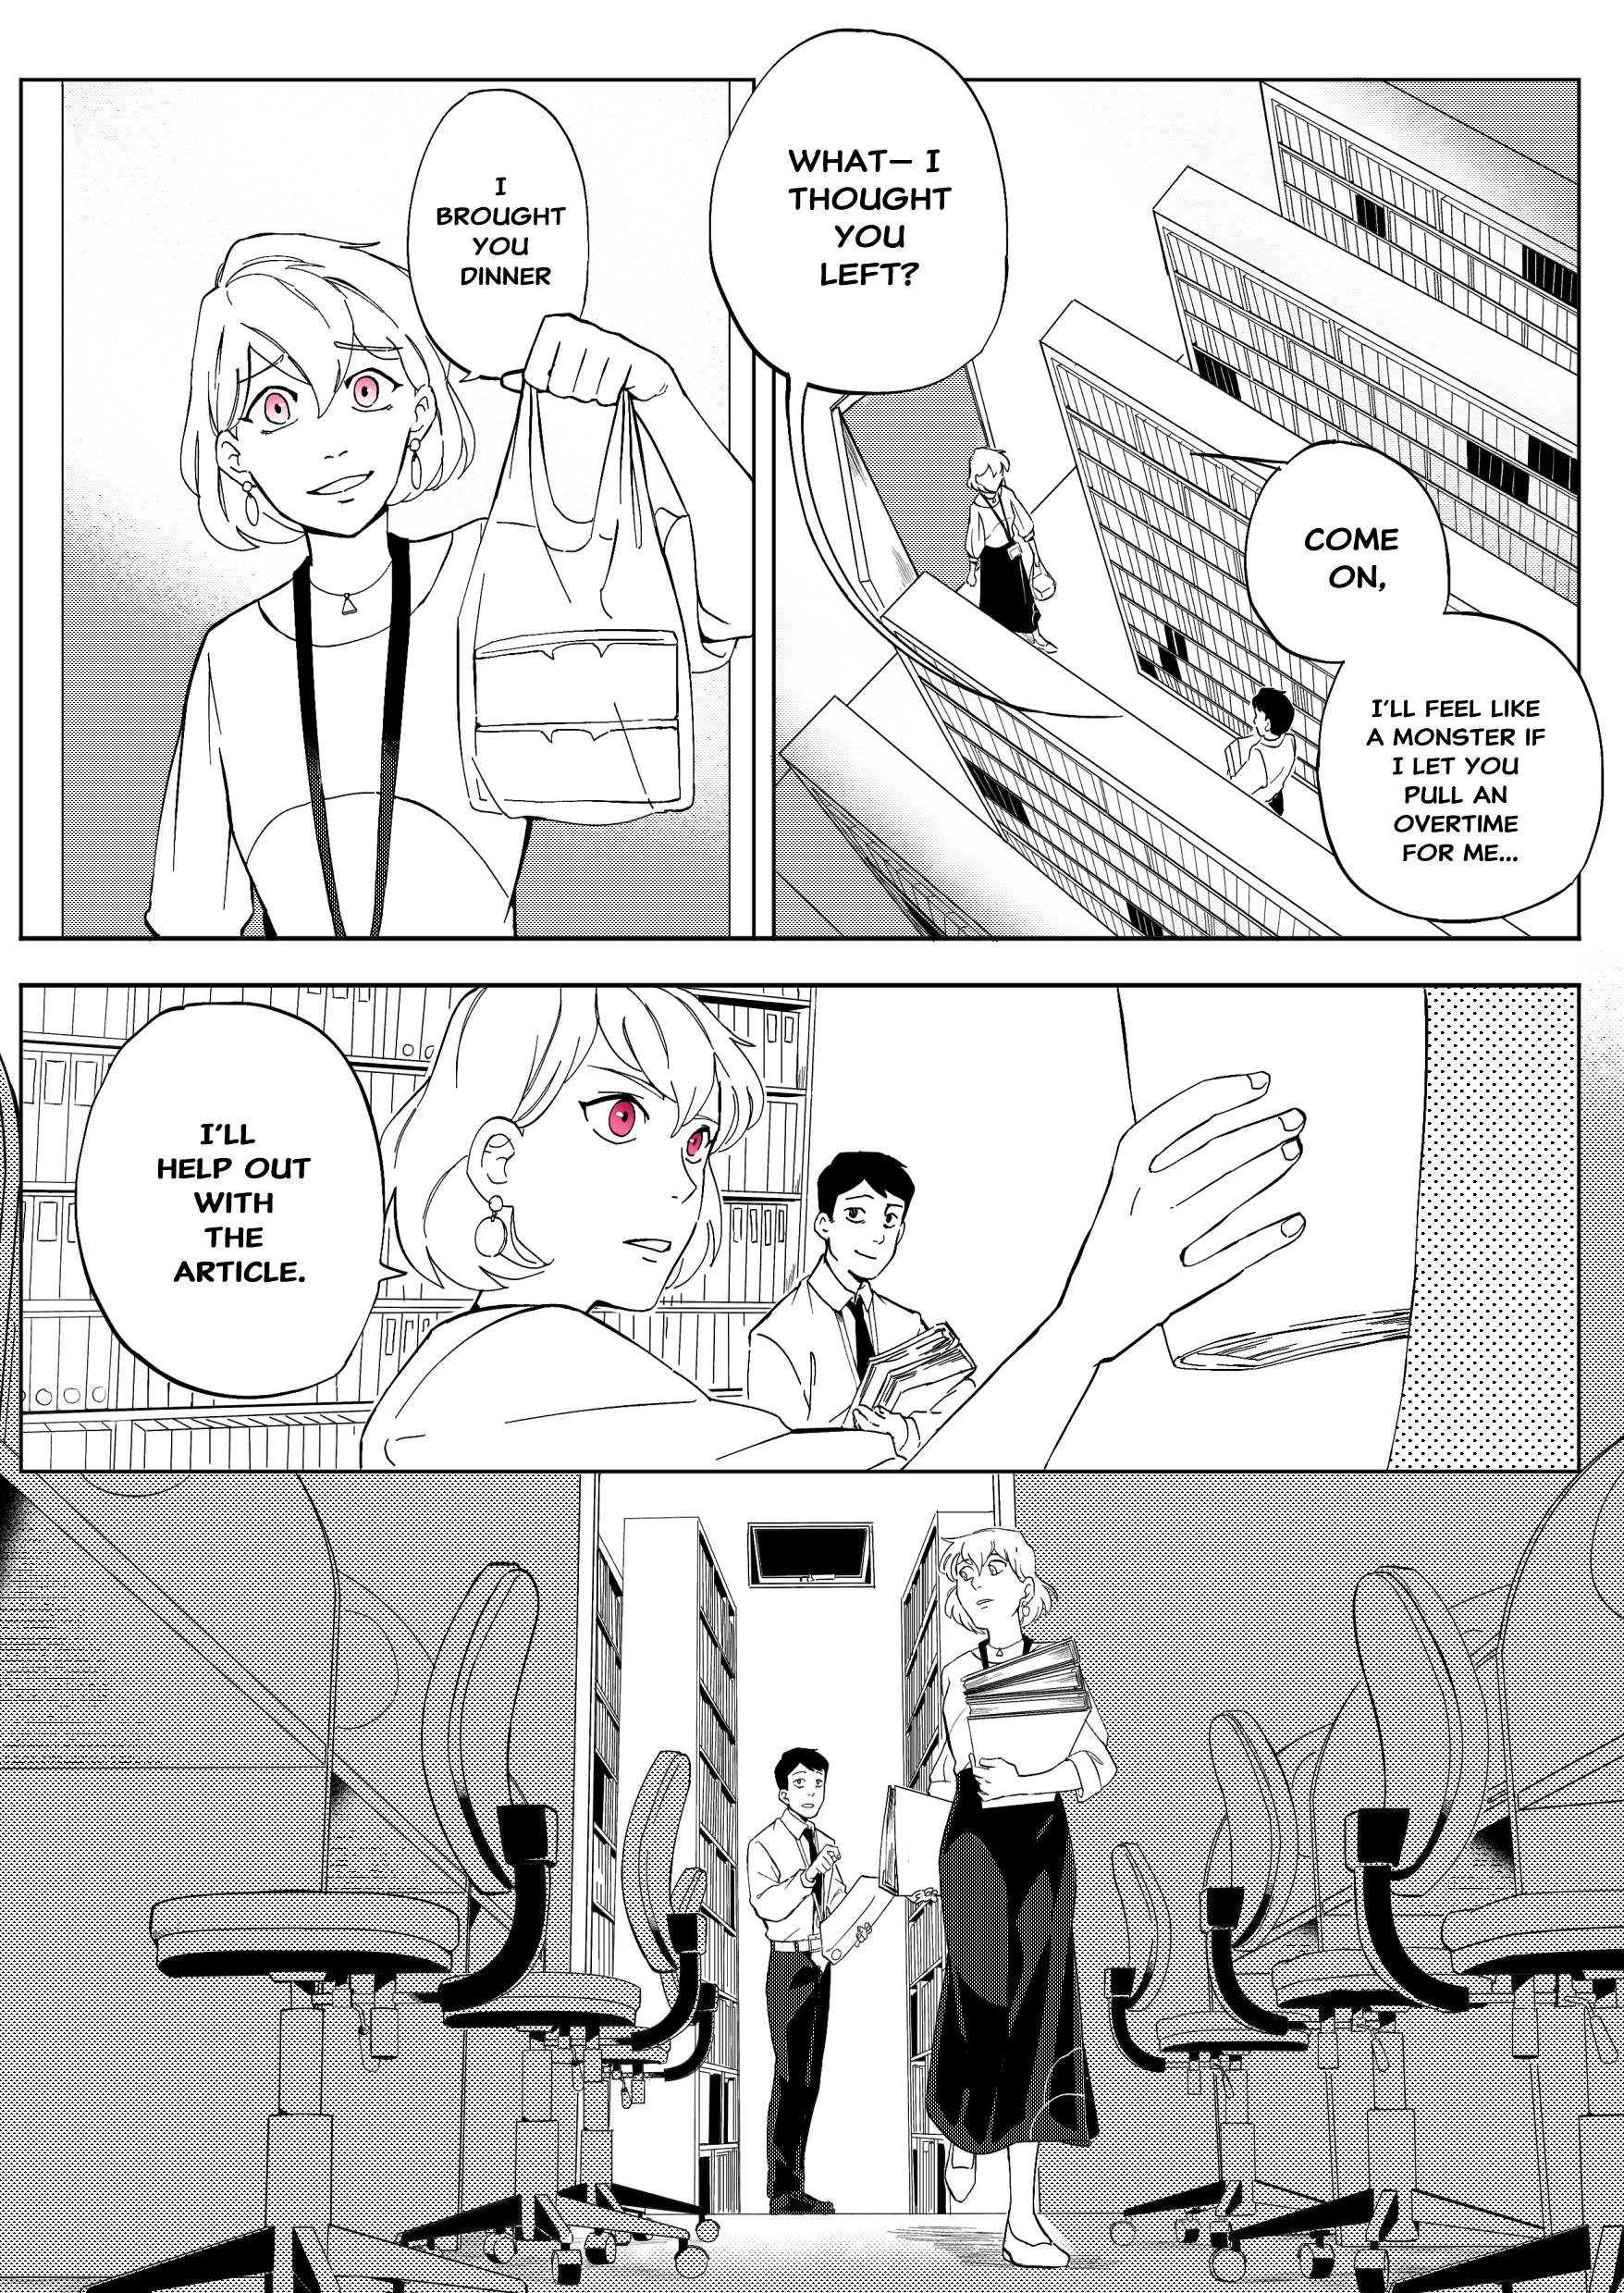 I
BROUGHT
YOU
DINNER
WHAT— I
THOUGHT
YOU
LEFT?
COME
ON,
I'LL FEEL LIKE
A MONSTER IF
I LET YOU
PULL AN
OVERTIME
FOR ME...
I'LL
HELP OUT
WITH
THE
ARTICLE.